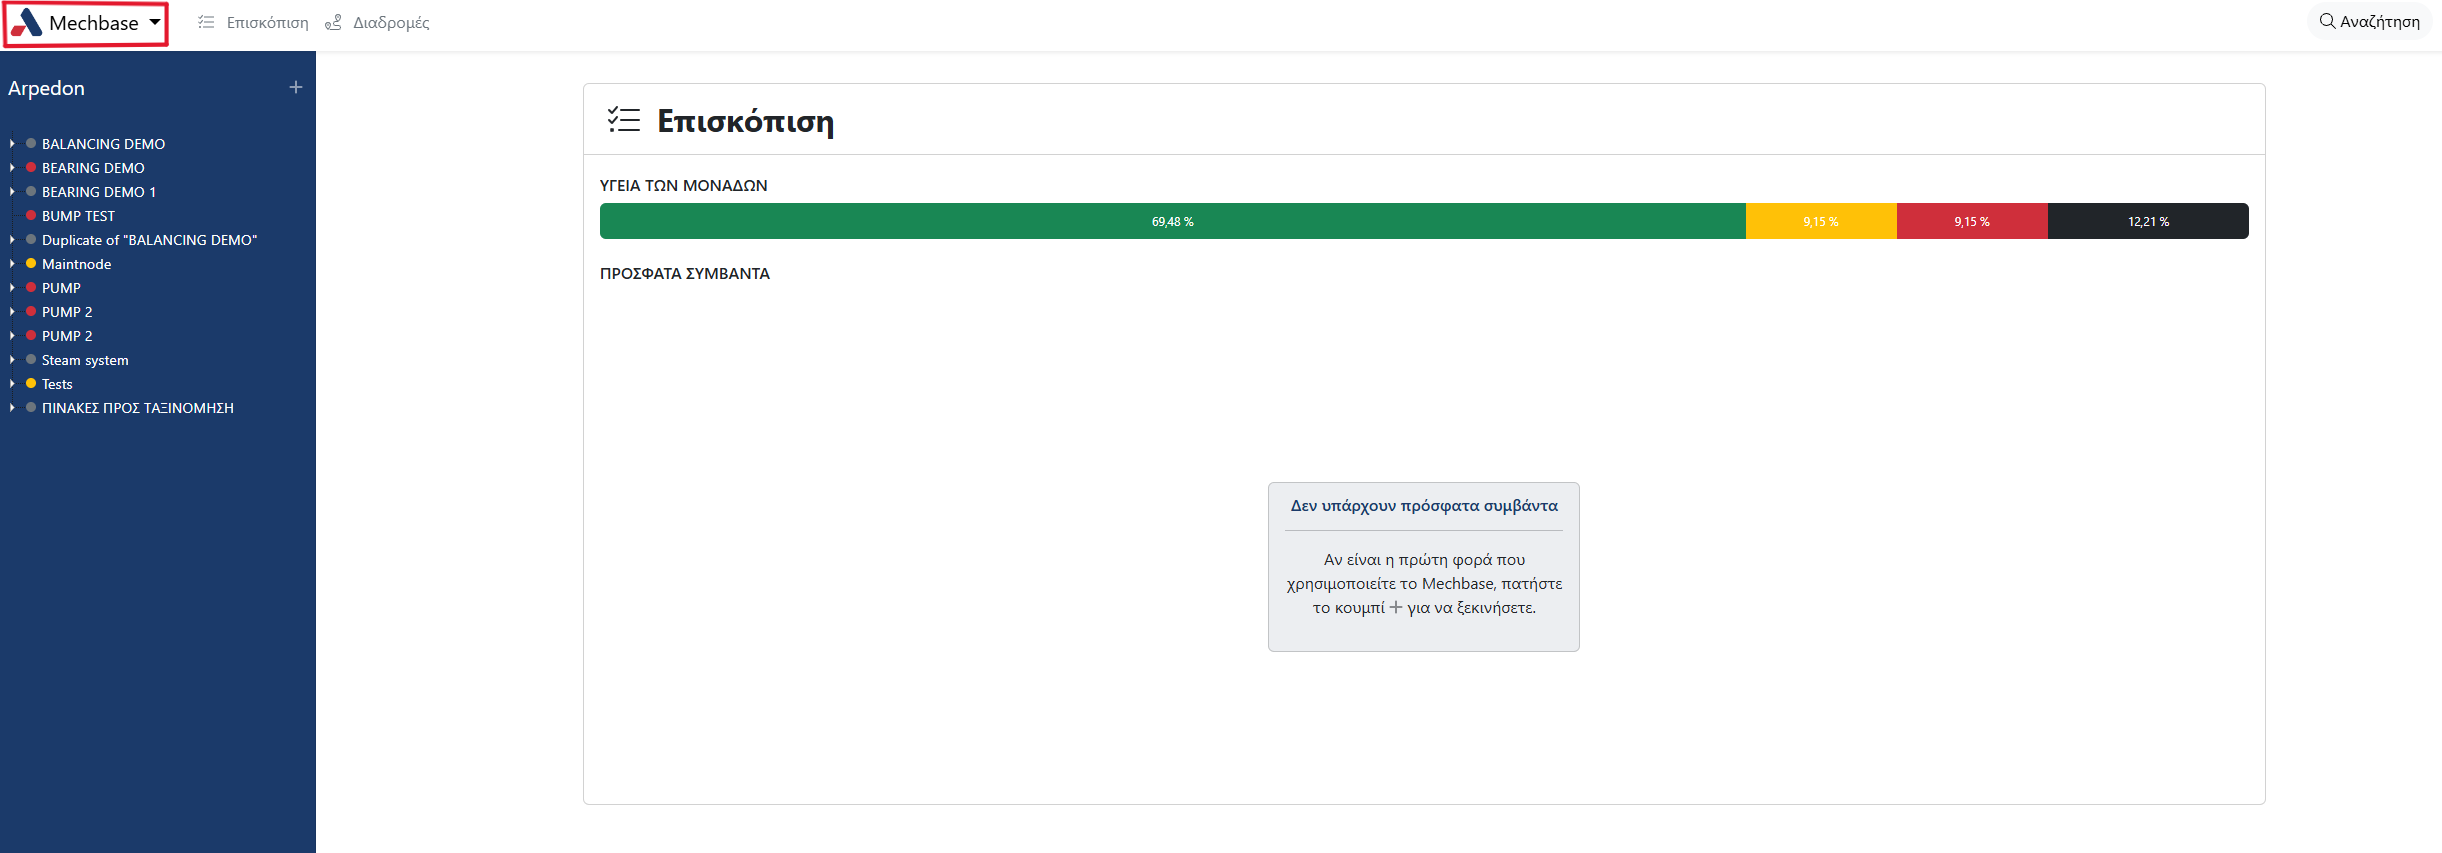 Mechbase
Επισκόπιση
Διαδρομές
Αναζήτηση
Arpedon
BALANCING DEMO
BEARING DEMO
BEARING DEMO 1
BUMP TEST
Duplicate of "BALANCING DEMO"
Maintnode
PUMP
PUMP 2
PUMP 2
Steam system
Tests
ΠΙΝΑΚΕΣ ΠΡΟΣ ΤΑΞΙΝΟΜΗΣΗ
Επισκόπιση
ΥΓΕΙΑ ΤΩΝ ΜΟΝΑΔΩΝ
69,48 % 9,15 % 9,15 % 12,21 %
ΠΡΟΣΦΑΤΑ ΣΥΜΒΑΝΤΑ
Δεν υπάρχουν πρόσφατα συμβάντα
Αν είναι η πρώτη φορά που
χρησιμοποιείτε το Mechbase, πατήστε
το κουμπί + για να ξεκινήσετε.